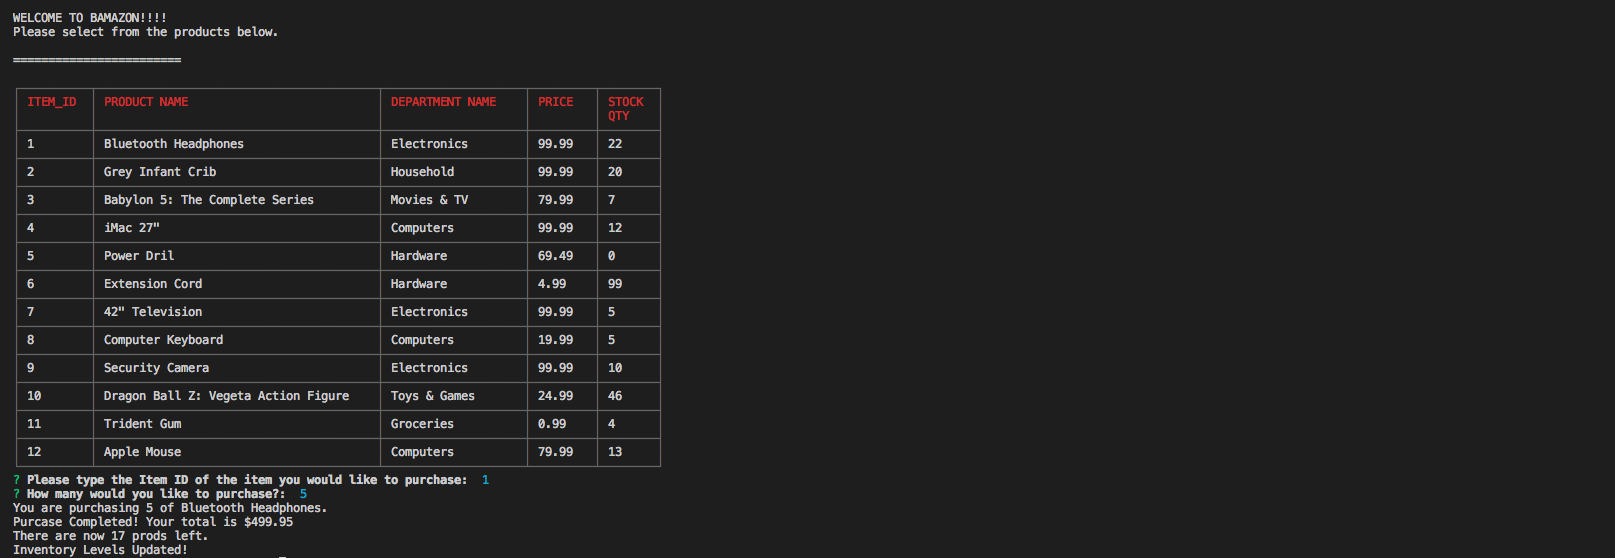 WELCOME TO BAMAZON!!!!
Please select from the products below.
========================
ITEM_ID PRODUCT NAME DEPARTMENT NAME PRICE STOCK
QTY
1 Bluetooth Headphones Electronics 99.99 22
2 Grey Infant Crib Household 99.99 20
3 Babylon 5: The Complete Series Movies & TV 79.99 7
4 iMac 27" Computers 99.99 12
5 Power Dril Hardware 69.49 0
6 Extension Cord Hardware 4.99 99
7 42" Television Electronics 99.99 5
8 Computer Keyboard Computers 19.99 5
9 Security Camera Electronics 99.99 10
10 Dragon Ball Z: Vegeta Action Figure Toys & Games 24.99 46
11 Trident Gum Groceries 0.99 4
12 Apple Mouse Computers 79.99 13
? Please type the Item ID of the item you would like to purchase: 1
? How many would you like to purchase?: 5
You are purchasing 5 of Bluetooth Headphones.
Purcase Completed! Your total is $499.95
There are now 17 prods left.
Inventory Levels Updated!